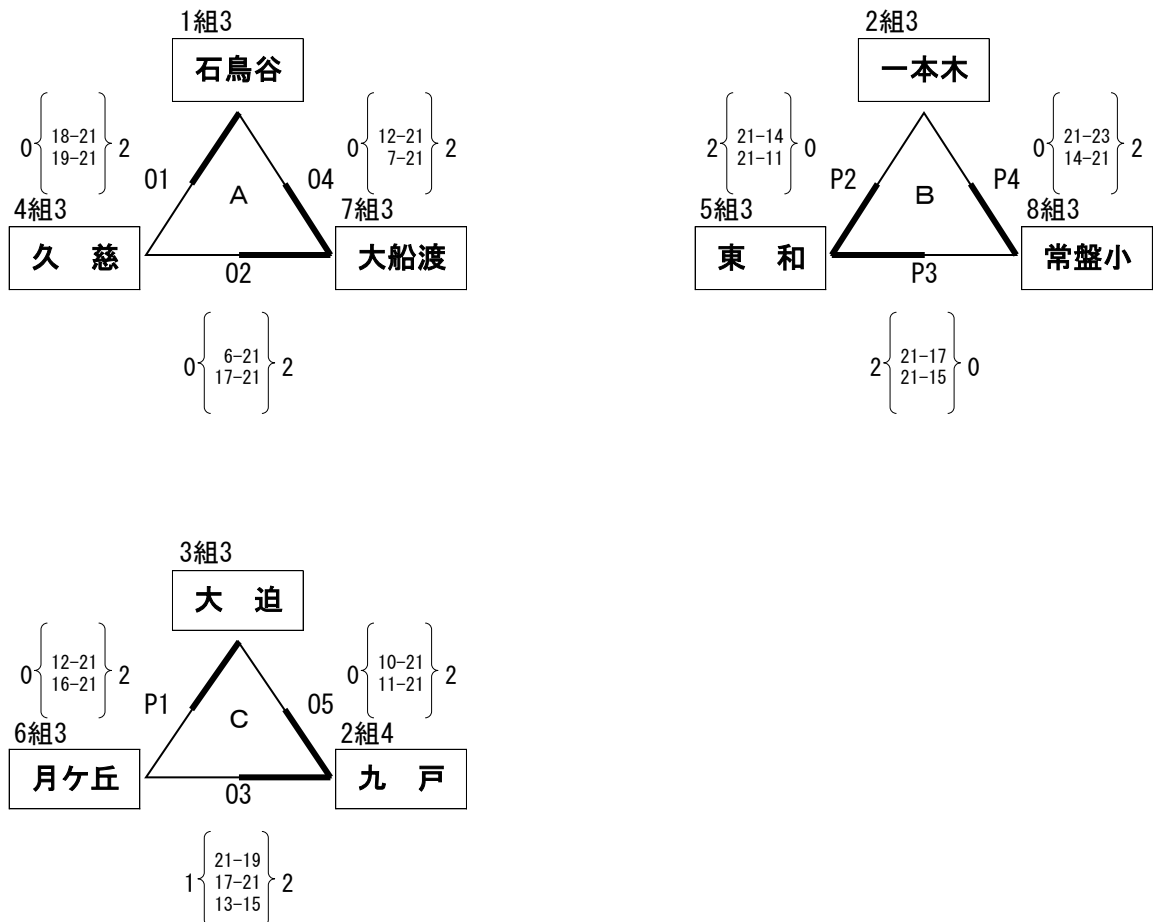 1組3
石鳥谷
0 18-21 2
19-21
0 12-21 2
7-21
O1
A
O4
4組3
久 慈
7組3
大船渡
O2
0 6-21 2
17-21
2組3
一本木
2 21-14 0
21-11
0 21-23 2
14-21
P2
B
P4
5組3
東 和
8組3
常盤小
P3
2 21-17 0
21-15
3組3
大 迫
0 12-21 2
16-21
0 10-21 2
11-21
P1
C
O5
6組3
月ケ丘
2組4
九 戸
O3
21-19
1 17-21 2
13-15